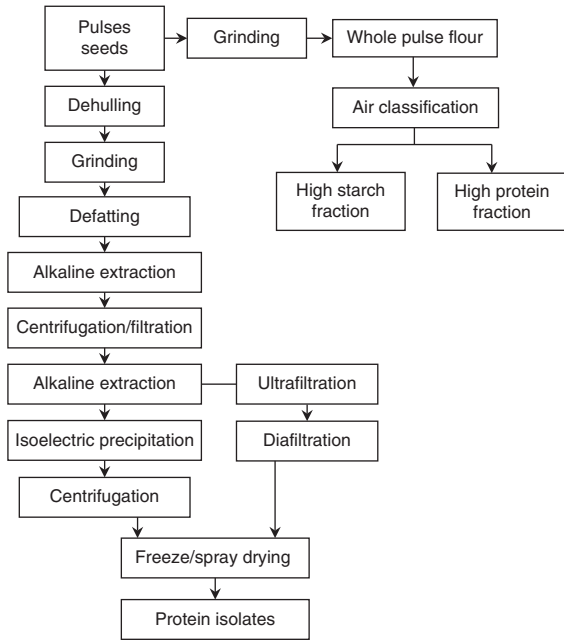 Pulses
seeds
Grinding
Whole pulse flour
Dehulling
Air classification
Grinding
High starch
fraction
High protein
fraction
Defatting
Alkaline extraction
Centrifugation/filtration
Alkaline extraction
Ultrafiltration
Isoelectric precipitation
Diafiltration
Centrifugation
Freeze/spray drying
Protein isolates